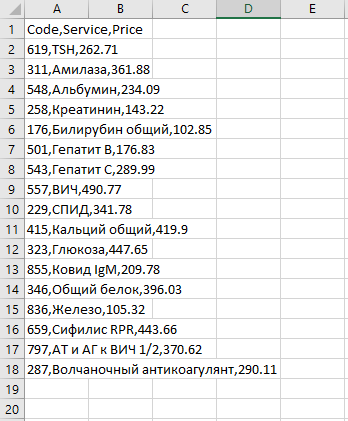 A B C D E
1 Code,Service,Price
2 619,TSH,262.71
3 311,Амилаза,361.88
4 548,Альбумин,234.09
5 258,Креатинин,143.22
6 176,Билирубин общий,102.85
7 501,Гепатит В,176.83
8 543,Гепатит С,289.99
9 557,ВИЧ,490.77
10 229,СПИД,341.78
11 415,Кальций общий,419.9
12 323,Глюкоза,447.65
13 855,Ковид IgM,209.78
14 346,Общий белок,396.03
15 836,Железо,105.32
16 659,Сифилис RPR,443.66
17 797,АТ и АГ к ВИЧ 1/2,370.62
18 287,Волчаночный антикоагулянт,290.11
19
20